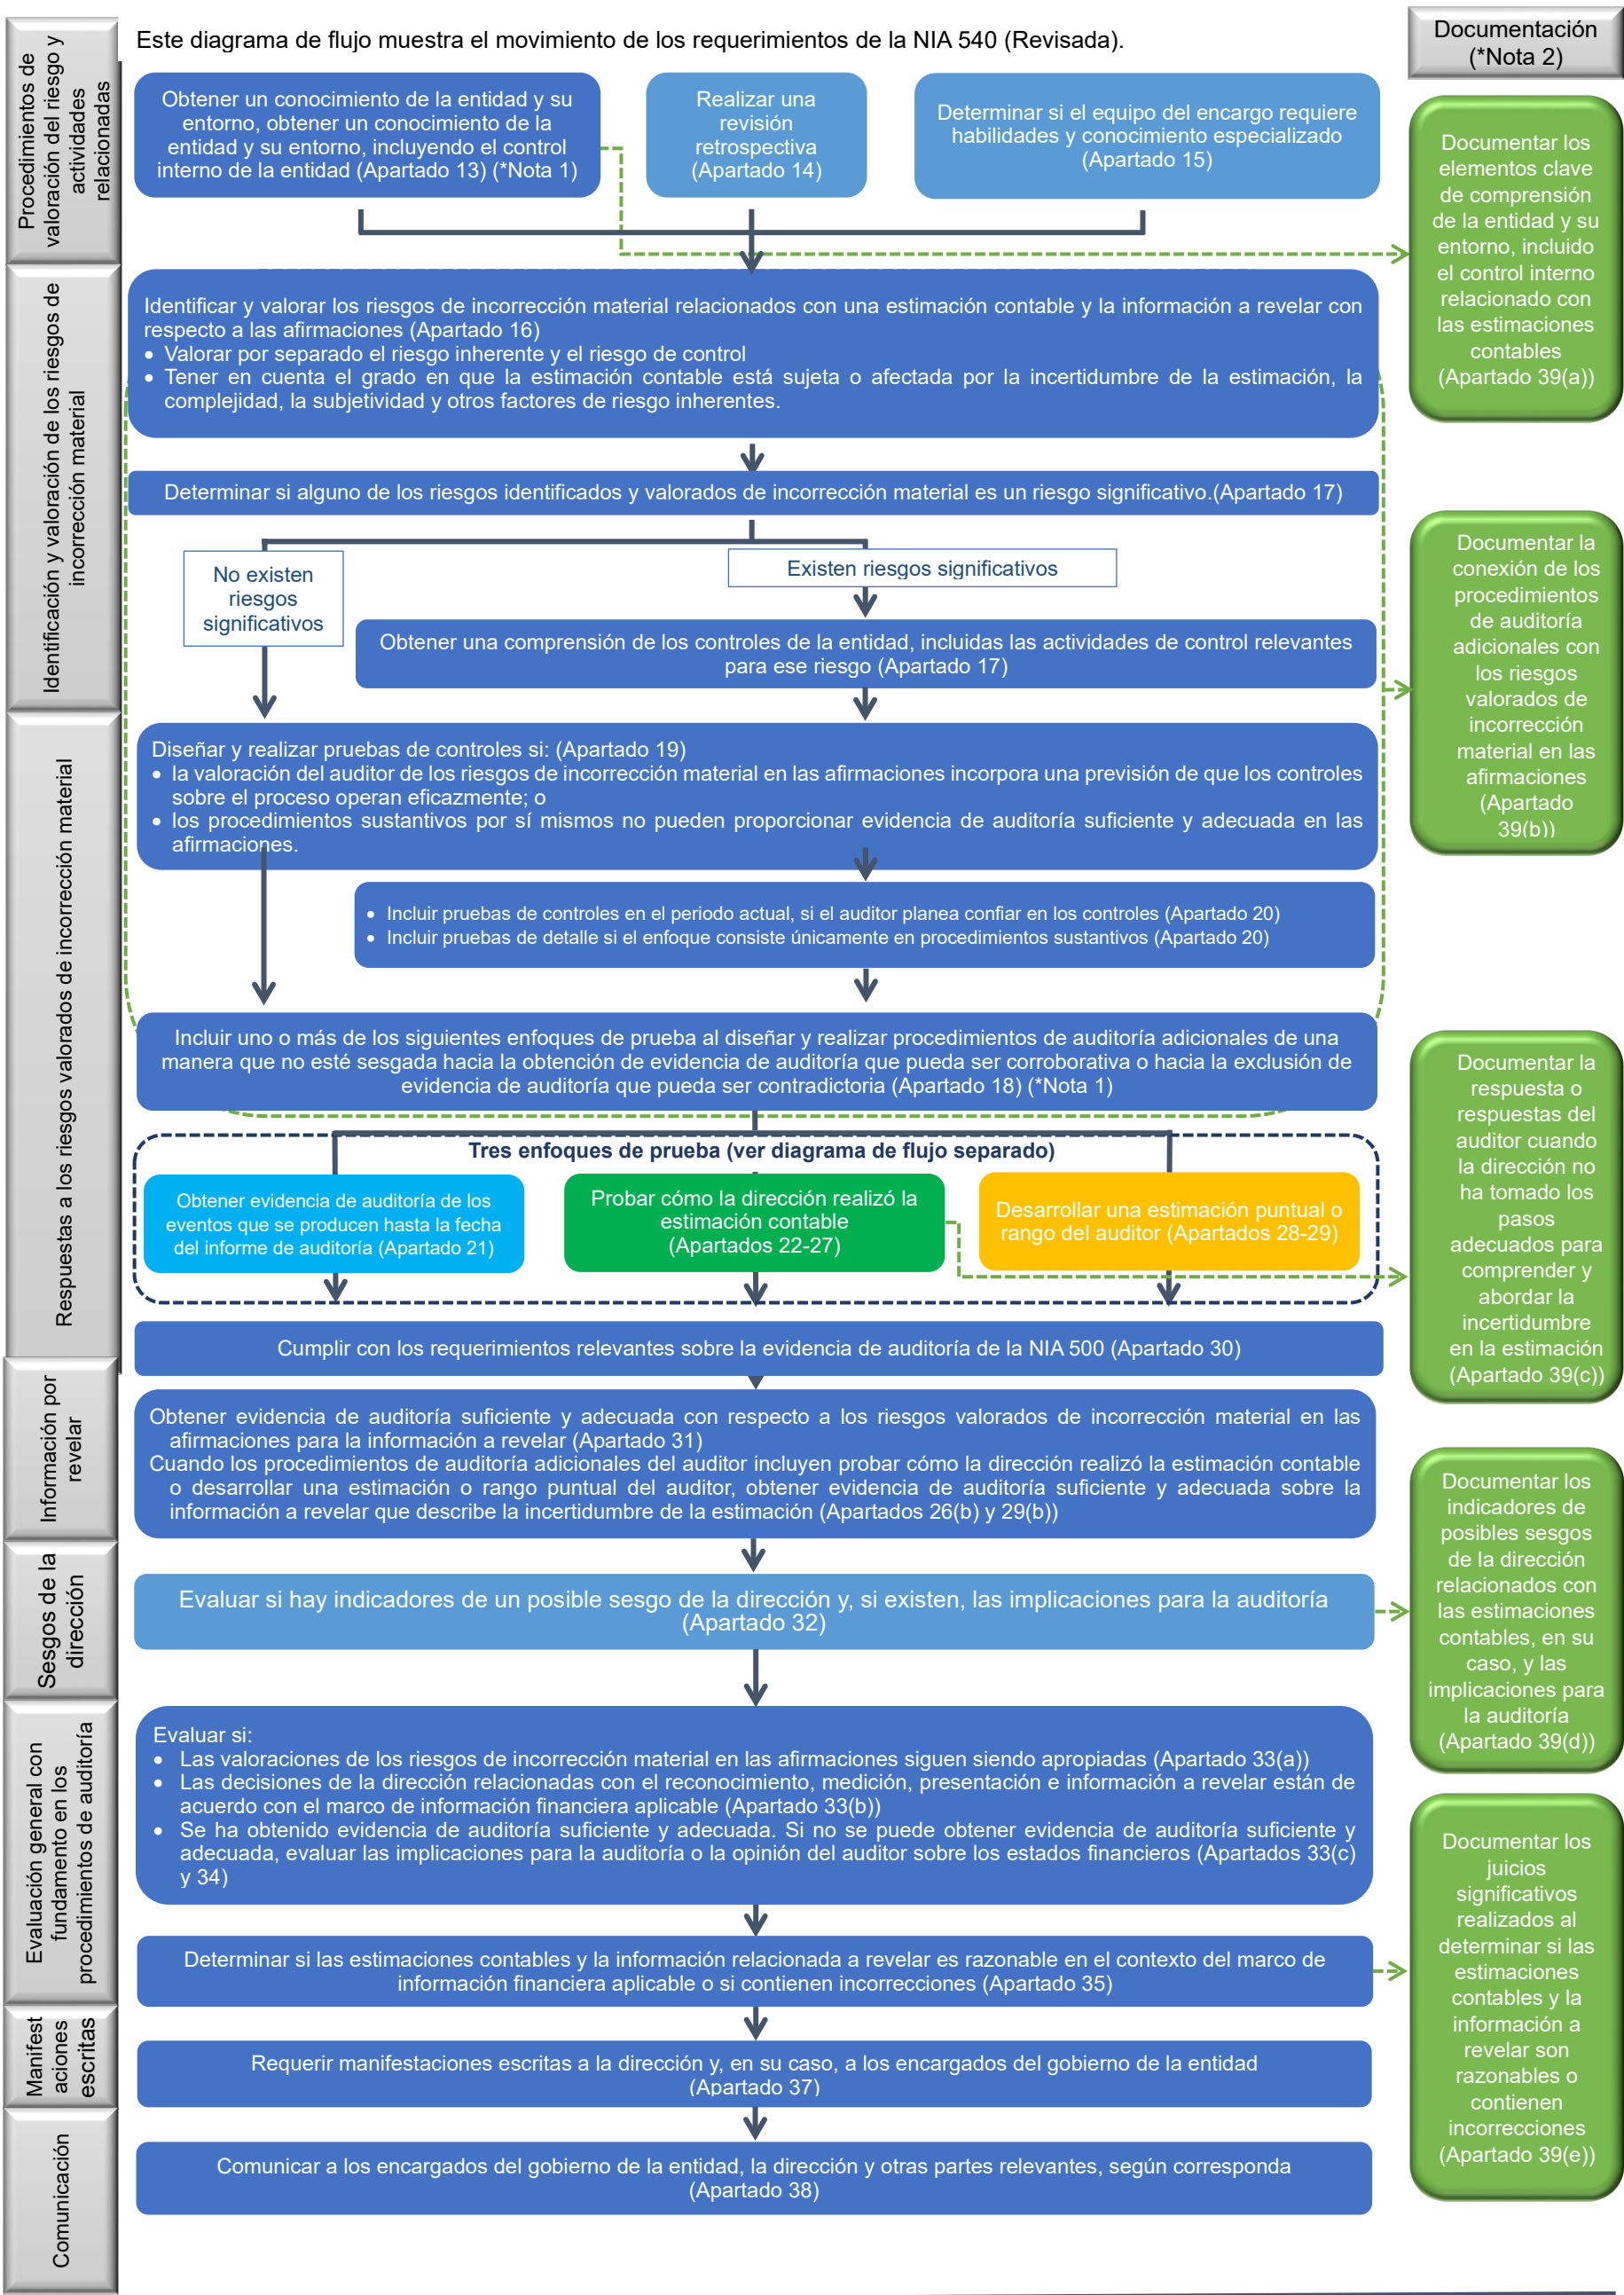 Este diagrama de flujo muestra el movimiento de los requerimientos de la NIA 540 (Revisada).
Documentación
(*Nota 2)
Procedimientos de
valoración del riesgo y
actividades
relacionadas
Obtener un conocimiento de la entidad y su
entorno, obtener un conocimiento de la
entidad y su entorno, incluyendo el control
interno de la entidad (Apartado 13) (*Nota 1)
Realizar una
revisión
retrospectiva
(Apartado 14)
Determinar si el equipo del encargo requiere
habilidades y conocimiento especializado
(Apartado 15)
Documentar los
elementos clave
de comprensión
de la entidad y su
entorno, incluido
el control interno
relacionado con
las estimaciones
contables
(Apartado 39(a))
Identificación y valoración de los riesgos de
incorrección material
Identificar y valorar los riesgos de incorrección material relacionados con una estimación contable y la información a revelar con
respecto a las afirmaciones (Apartado 16)
• Valorar por separado el riesgo inherente y el riesgo de control
• Tener en cuenta el grado en que la estimación contable está sujeta o afectada por la incertidumbre de la estimación, la
complejidad, la subjetividad y otros factores de riesgo inherentes.
Determinar si alguno de los riesgos identificados y valorados de incorrección material es un riesgo significativo.(Apartado 17)
No existen
riesgos
significativos
Existen riesgos significativos
Obtener una comprensión de los controles de la entidad, incluidas las actividades de control relevantes
para ese riesgo (Apartado 17)
Documentar la
conexión de los
procedimientos
de auditoría
adicionales con
los riesgos
valorados de
incorrección
material en las
afirmaciones
(Apartado
39(b))
Respuestas a los riesgos valorados de incorrección material
Diseñar y realizar pruebas de controles si: (Apartado 19)
• la valoración del auditor de los riesgos de incorrección material en las afirmaciones incorpora una previsión de que los controles
sobre el proceso operan eficazmente; o
• los procedimientos sustantivos por sí mismos no pueden proporcionar evidencia de auditoría suficiente y adecuada en las
afirmaciones.
• Incluir pruebas de controles en el periodo actual, si el auditor planea confiar en los controles (Apartado 20)
• Incluir pruebas de detalle si el enfoque consiste únicamente en procedimientos sustantivos (Apartado 20)
Incluir uno o más de los siguientes enfoques de prueba al diseñar y realizar procedimientos de auditoría adicionales de una
manera que no esté sesgada hacia la obtención de evidencia de auditoría que pueda ser corroborativa o hacia la exclusión de
evidencia de auditoría que pueda ser contradictoria (Apartado 18) (*Nota 1)
Tres enfoques de prueba (ver diagrama de flujo separado)
Obtener evidencia de auditoría de los
eventos que se producen hasta la fecha
del informe de auditoría (Apartado 21)
Probar cómo la dirección realizó la
estimación contable
(Apartados 22-27)
Desarrollar una estimación puntual o
rango del auditor (Apartados 28-29)
Documentar la
respuesta o
respuestas del
auditor cuando
la dirección no
ha tomado los
pasos
adecuados para
comprender y
abordar la
incertidumbre
en la estimación
(Apartado 39(c))
Cumplir con los requerimientos relevantes sobre la evidencia de auditoría de la NIA 500 (Apartado 30)
Información por
revelar
Obtener evidencia de auditoría suficiente y adecuada con respecto a los riesgos valorados de incorrección material en las
afirmaciones para la información a revelar (Apartado 31)
Cuando los procedimientos de auditoría adicionales del auditor incluyen probar cómo la dirección realizó la estimación contable
o desarrollar una estimación o rango puntual del auditor, obtener evidencia de auditoría suficiente y adecuada sobre la
información a revelar que describe la incertidumbre de la estimación (Apartados 26(b) y 29(b))
Documentar los
indicadores de
posibles sesgos
de la dirección
relacionados con
las estimaciones
contables, en su
caso, y las
implicaciones para
la auditoría
(Apartado 39(d))
Sesgos de la
dirección
Evaluar si hay indicadores de un posible sesgo de la dirección y, si existen, las implicaciones para la auditoría
(Apartado 32)
Evaluación general con
fundamento en los
procedimientos de auditoría
Evaluar si:
• Las valoraciones de los riesgos de incorrección material en las afirmaciones siguen siendo apropiadas (Apartado 33(a))
• Las decisiones de la dirección relacionadas con el reconocimiento, medición, presentación e información a revelar están de
acuerdo con el marco de información financiera aplicable (Apartado 33(b))
• Se ha obtenido evidencia de auditoría suficiente y adecuada. Si no se puede obtener evidencia de auditoría suficiente y
adecuada, evaluar las implicaciones para la auditoría o la opinión del auditor sobre los estados financieros (Apartados 33(c)
y 34)
Determinar si las estimaciones contables y la información relacionada a revelar es razonable en el contexto del marco de
información financiera aplicable o si contienen incorrecciones (Apartado 35)
Documentar los
juicios
significativos
realizados al
determinar si las
estimaciones
contables y la
información a
revelar son
razonables o
contienen
incorrecciones
(Apartado 39(e))
Manifest
aciones
escritas
Requerir manifestaciones escritas a la dirección y, en su caso, a los encargados del gobierno de la entidad
(Apartado 37)
Comunicación
Comunicar a los encargados del gobierno de la entidad, la dirección y otras partes relevantes, según corresponda
(Apartado 38)